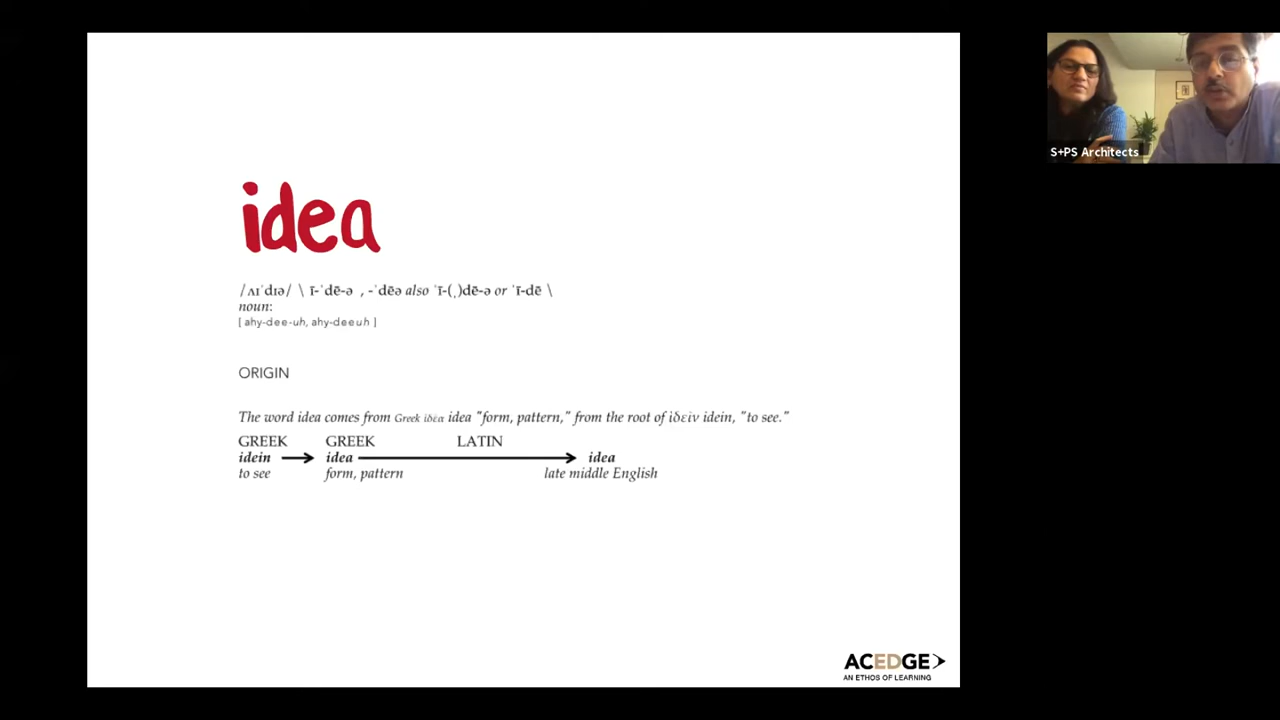 idea
/ʌɪˈdɪə/ \ ī-ˈdē-ə , -ˈdēə also ˈī-(ˌ)dē-ə or ˈī-dē \
noun:
[ ahy-dee-uh, ahy-deeuh ]
ORIGIN
The word idea comes from Greek ἰδέα idea "form, pattern," from the root of ἰδεῖν idein, "to see."
GREEK GREEK LATIN
idein idea idea
to see form, pattern late middle English
ACEDGE
AN ETHOS OF LEARNING
S+PS Architects